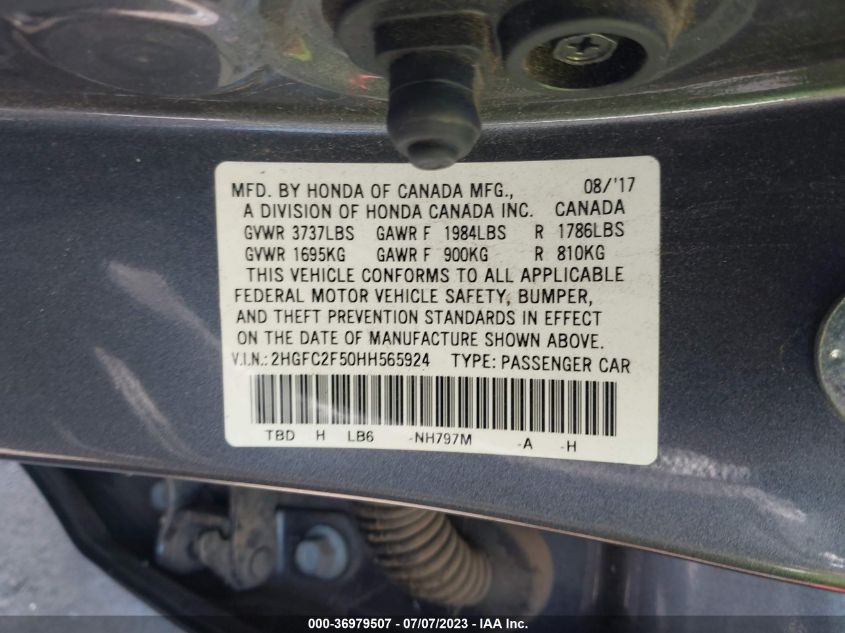 MFD. BY HONDA OF CANADA MFG., 08/'17
A DIVISION OF HONDA CANADA INC. CANADA
GVWR 3737LBS GAWR F 1984LBS R 1786LBS
GVWR 1695KG GAWR F 900KG R 810KG
THIS VEHICLE CONFORMS TO ALL APPLICABLE
FEDERAL MOTOR VEHICLE SAFETY, BUMPER,
AND THEFT PREVENTION STANDARDS IN EFFECT
ON THE DATE OF MANUFACTURE SHOWN ABOVE.
V.I.N.: 2HGFC2F50HH565924 TYPE: PASSENGER CAR
TBD H LB6 -NH797M -A -H
000-36979507 - 07/07/2023 - IAA Inc.